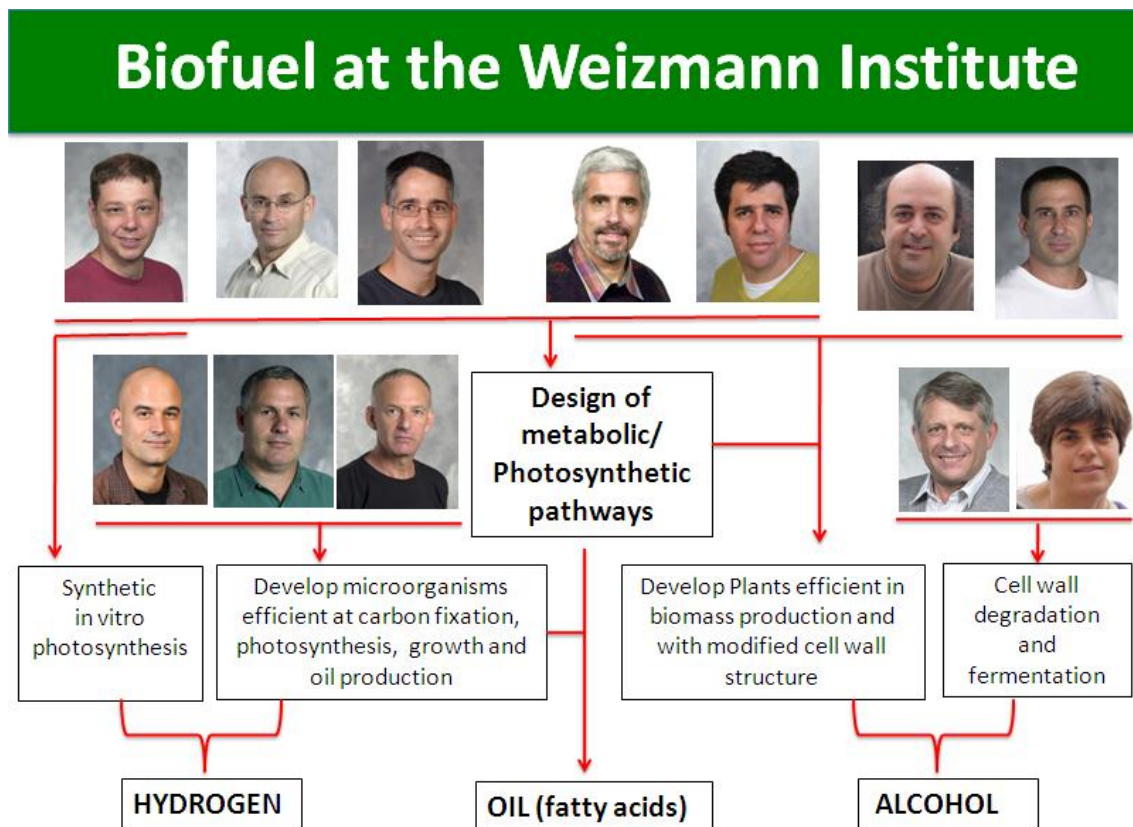 Biofuel at the Weizmann Institute
Design of
metabolic/
Photosynthetic
pathways
Synthetic
in vitro
photosynthesis
Develop microorganisms
efficient at carbon fixation,
photosynthesis, growth and
oil production
Develop Plants efficient in
biomass production and
with modified cell wall
structure
Cell wall
degradation
and
fermentation
HYDROGEN
OIL (fatty acids)
ALCOHOL